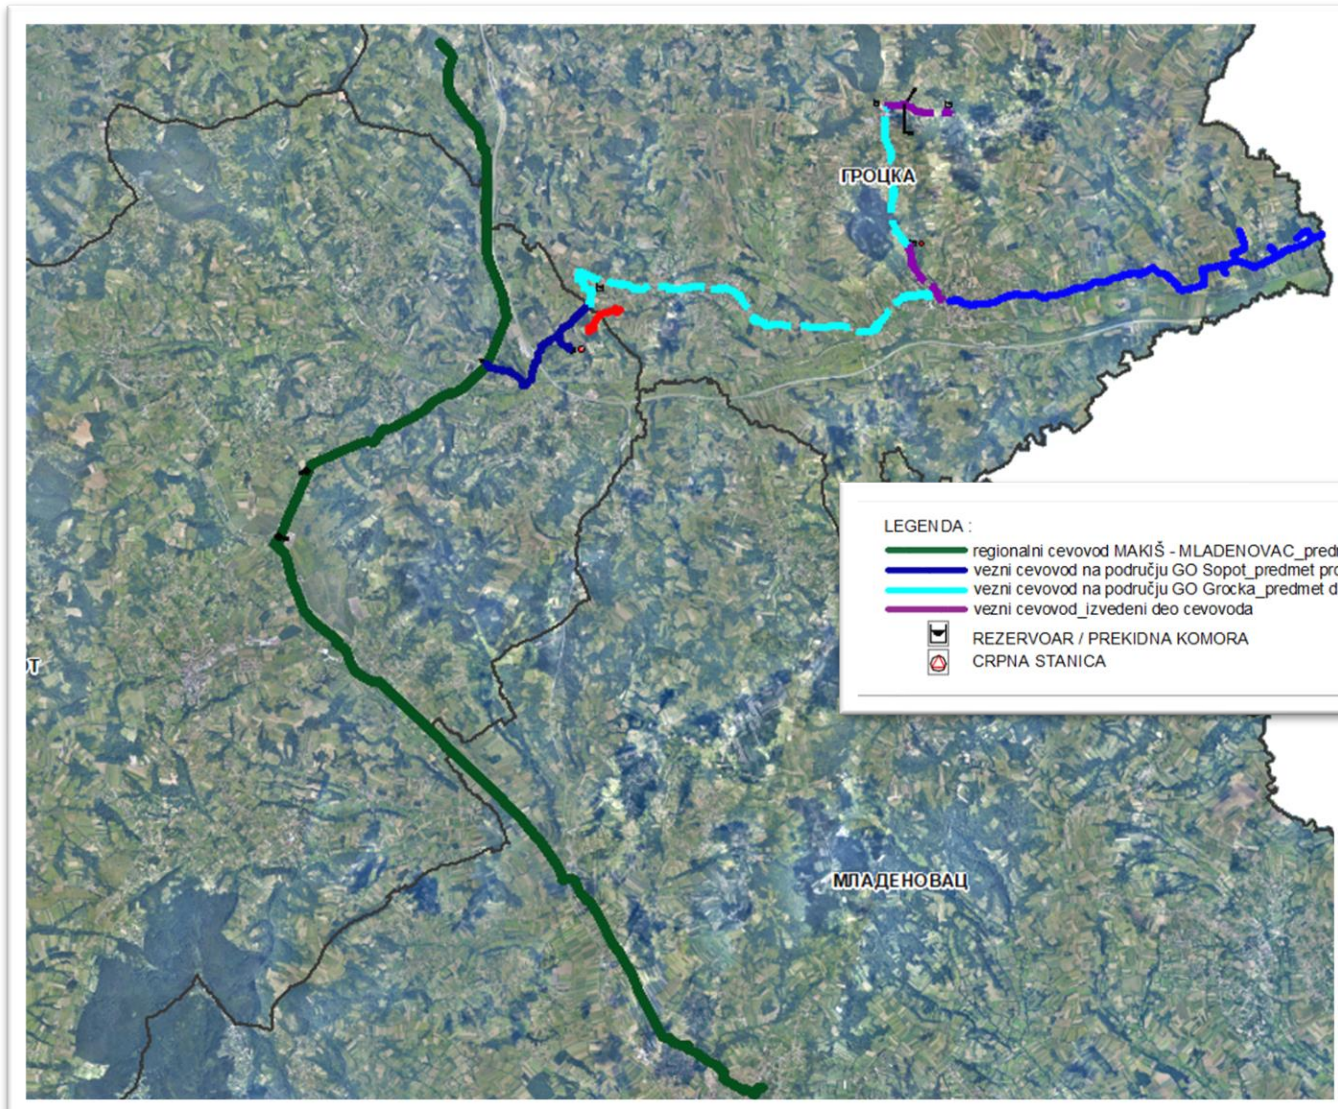 ГРОЦКА
LEGENDA :
regionalni cevovod MAKIŠ - MLADENOVAC_pred
vezni cevovod na području GO Sopot_predmet pro
vezni cevovod na području GO Grocka_predmet d
vezni cevovod_izvedeni deo cevovoda
REZERVOAR / PREKIDNA KOMORA
CRPNA STANICA
ОТ
МЛАДЕНОВАЦ